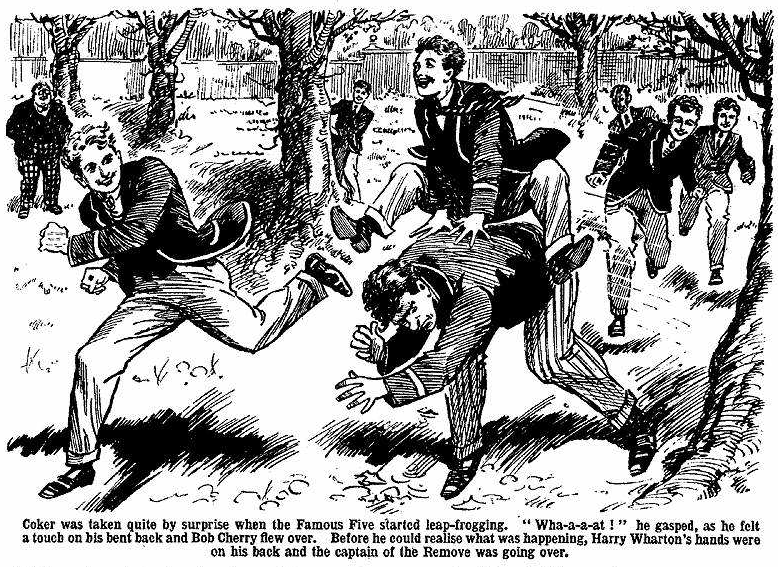 Coker was taken quite by surprise when the Famous Five started leap-frogging. "Wha-a-a-at!" he gasped, as he felt
a touch on his bent back and Bob Cherry flew over. Before he could realise what was happening, Harry Wharton's hands were
on his back and the captain of the Remove was going over.